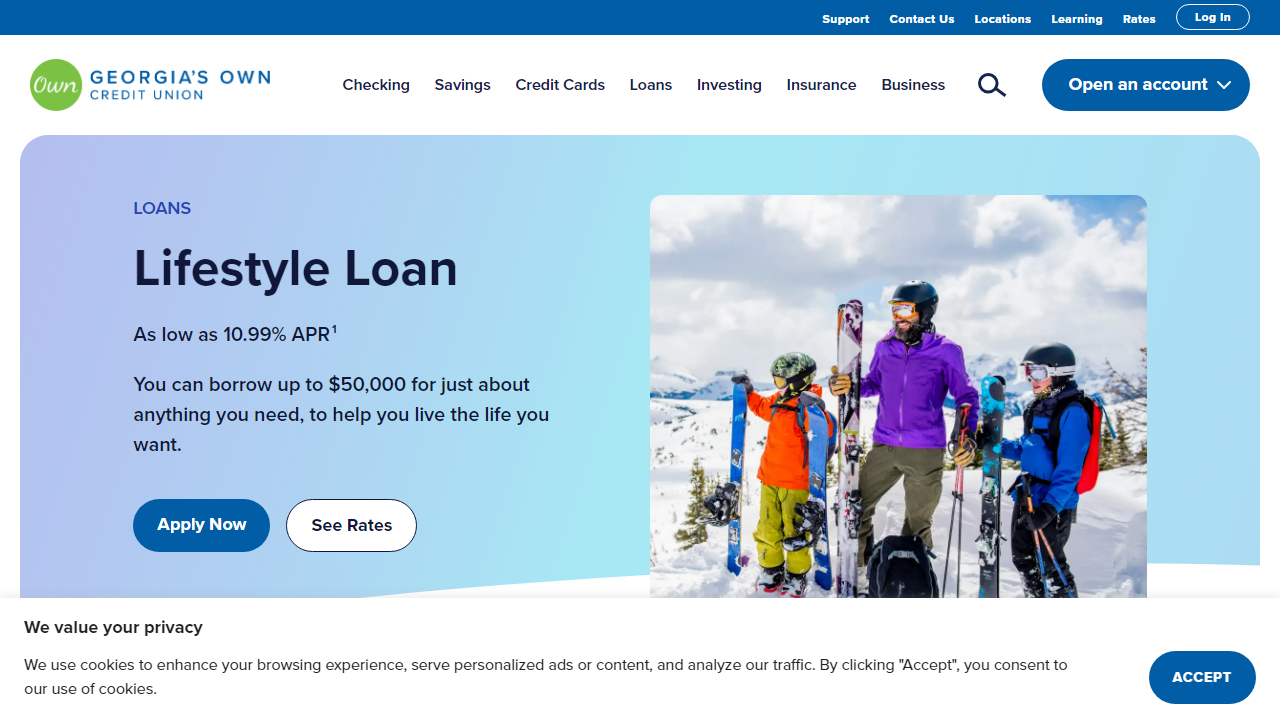 Support Contact Us Locations Learning Rates Log In
Own GEORGIA'S OWN
CREDIT UNION
Checking Savings Credit Cards Loans Investing Insurance Business Open an account
LOANS
Lifestyle Loan
As low as 10.99% APR¹
You can borrow up to $50,000 for just about
anything you need, to help you live the life you
want.
Apply Now See Rates
We value your privacy
We use cookies to enhance your browsing experience, serve personalized ads or content, and analyze our traffic. By clicking "Accept", you consent to
our use of cookies.
ACCEPT